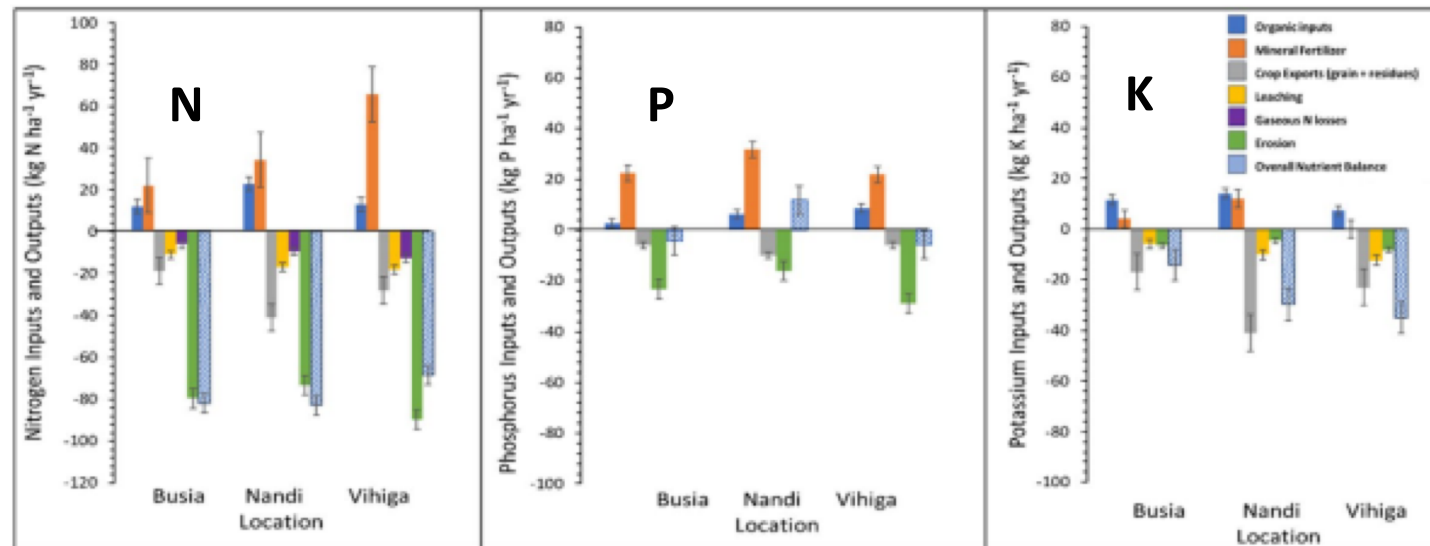 Nitrogen Inputs and Outputs (kg N ha⁻¹ yr⁻¹)
100
80
60
40
20
0
-20
-40
-60
-80
-100
-120
N
Busia Nandi Vihiga
Location
Phosphorus Inputs and Outputs (kg P ha⁻¹ yr⁻¹)
80
60
40
20
0
-20
-40
-60
-80
-100
P
Busia Nandi Vihiga
Location
Potassium Inputs and Outputs (kg K ha⁻¹ yr⁻¹)
80
60
40
20
0
-20
-40
-60
-80
-100
K
Organic inputs
Mineral Fertilizer
Crop Exports (grain + residues)
Leaching
Gaseous N losses
Erosion
Overall Nutrient Balance
Busia Nandi Vihiga
Location